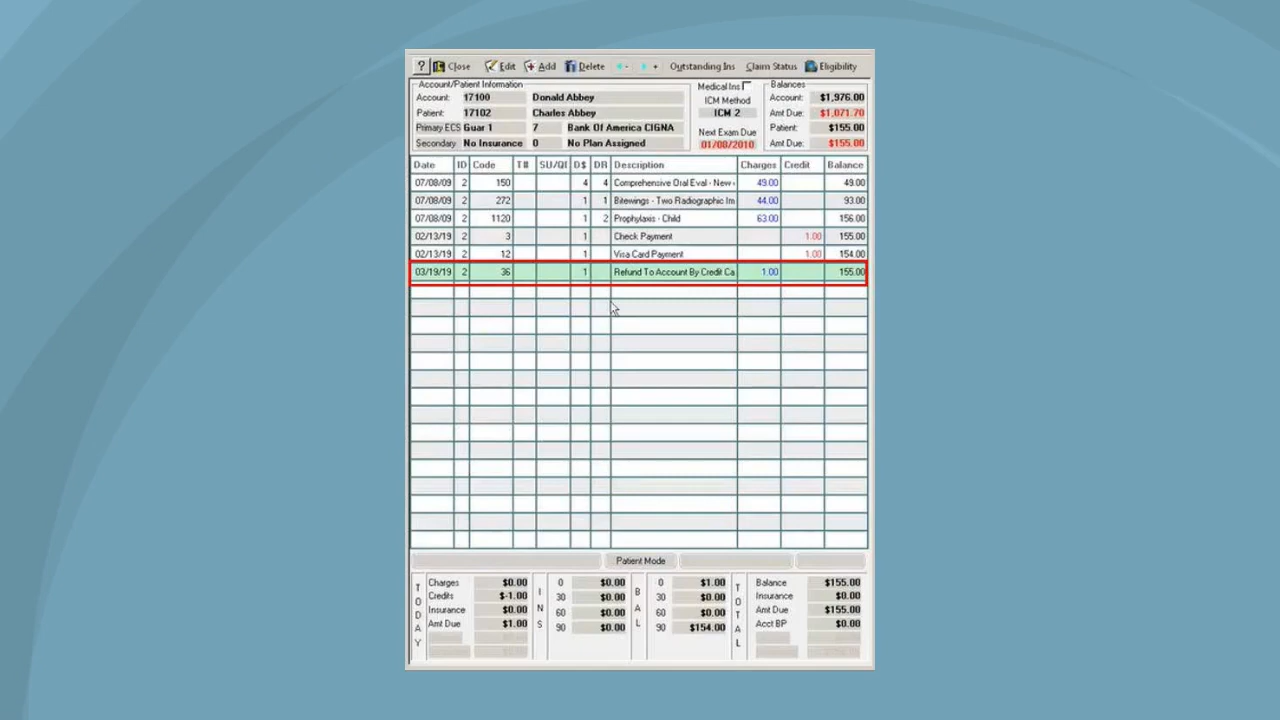 ? Close Edit Add Delete - + Outstanding Ins Claim Status Eligibility
Account/Patient Information Medical Ins Balances
Account: 17100 Donald Abbey ICM Method Account: $1,976.00
Patient: 17102 Charles Abbey ICM 2 Amt Due: $1,071.70
Primary ECS Guar 1 7 Bank Of America CIGNA Next Exam Due Patient: $155.00
Secondary No Insurance 0 No Plan Assigned 01/08/2010 Amt Due: $155.00
Date ID Code T# SU/QU D$ DR Description Charges Credit Balance
07/08/09 2 150 4 4 Comprehensive Oral Eval - New 49.00 49.00
07/08/09 2 272 1 1 Bitewings - Two Radiographic Im 44.00 93.00
07/08/09 2 1120 1 2 Prophylaxis - Child 63.00 156.00
02/13/19 2 3 1 Check Payment 1.00 155.00
02/13/19 2 12 1 Visa Card Payment 1.00 154.00
03/19/19 2 36 1 Refund To Account By Credit Ca 1.00 155.00
Patient Mode
TODAY INS BAL TOTAL
Charges $0.00 0 $0.00 0 $1.00 Balance $155.00
Credits $-1.00 30 $0.00 30 $0.00 Insurance $0.00
Insurance $0.00 60 $0.00 60 $0.00 Amt Due $155.00
Amt Due $1.00 90 $0.00 90 $154.00 Acct BP $0.00